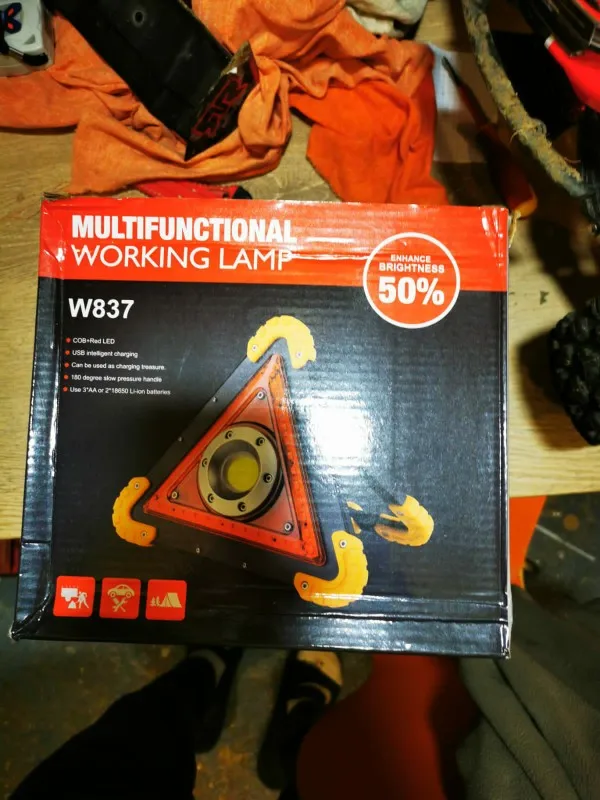 MULTIFUNCTIONAL
WORKING LAMP
ENHANCE
BRIGHTNESS
50%
W837
COB+Red LED
USB intelligent charging
Can be used as charging treasure.
180 degree slow pressure handle
Use 3*AA or 2*18650 Li-ion batteries